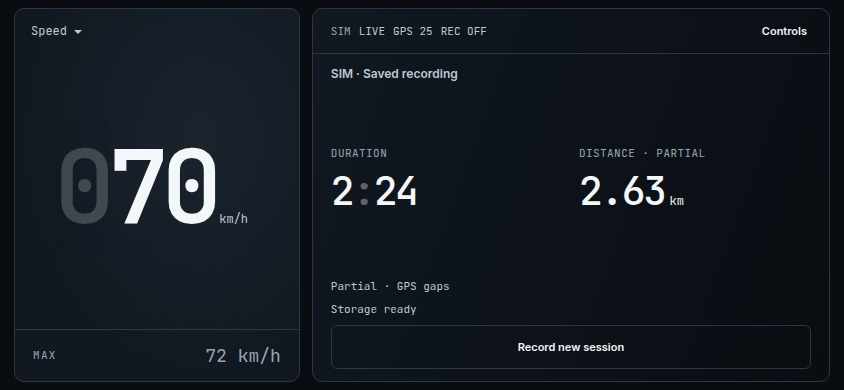 Speed
070 km/h
MAX 72 km/h
SIM LIVE GPS 25 REC OFF Controls
SIM · Saved recording
DURATION
2:24
DISTANCE · PARTIAL
2.63 km
Partial · GPS gaps
Storage ready
Record new session